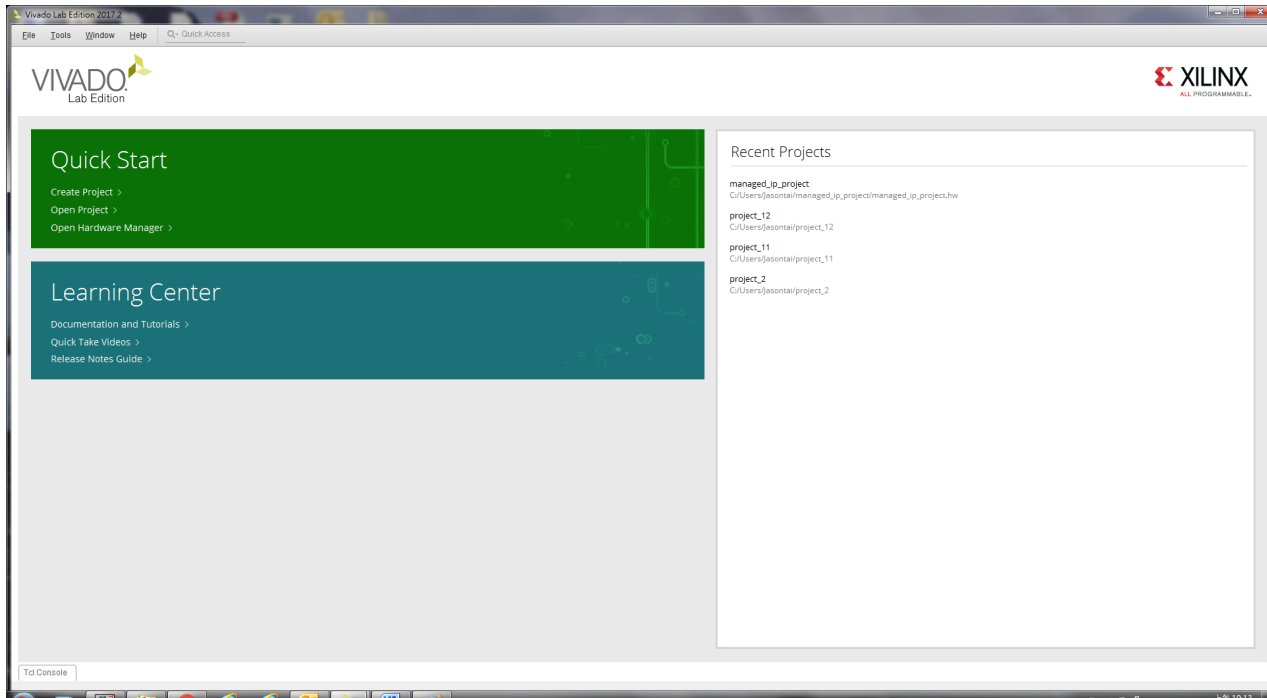 Vivado Lab Edition 2017.2
File Tools Window Help Quick Access
VIVADO.
Lab Edition
XILINX
ALL PROGRAMMABLE.
Quick Start
Create Project >
Open Project >
Open Hardware Manager >
Learning Center
Documentation and Tutorials >
Quick Take Videos >
Release Notes Guide >
Recent Projects
managed_ip_project
C:/Users/Jasontai/managed_ip_project/managed_ip_project.hw
project_12
C:/Users/Jasontai/project_12
project_11
C:/Users/Jasontai/project_11
project_2
C:/Users/Jasontai/project_2
Tcl Console